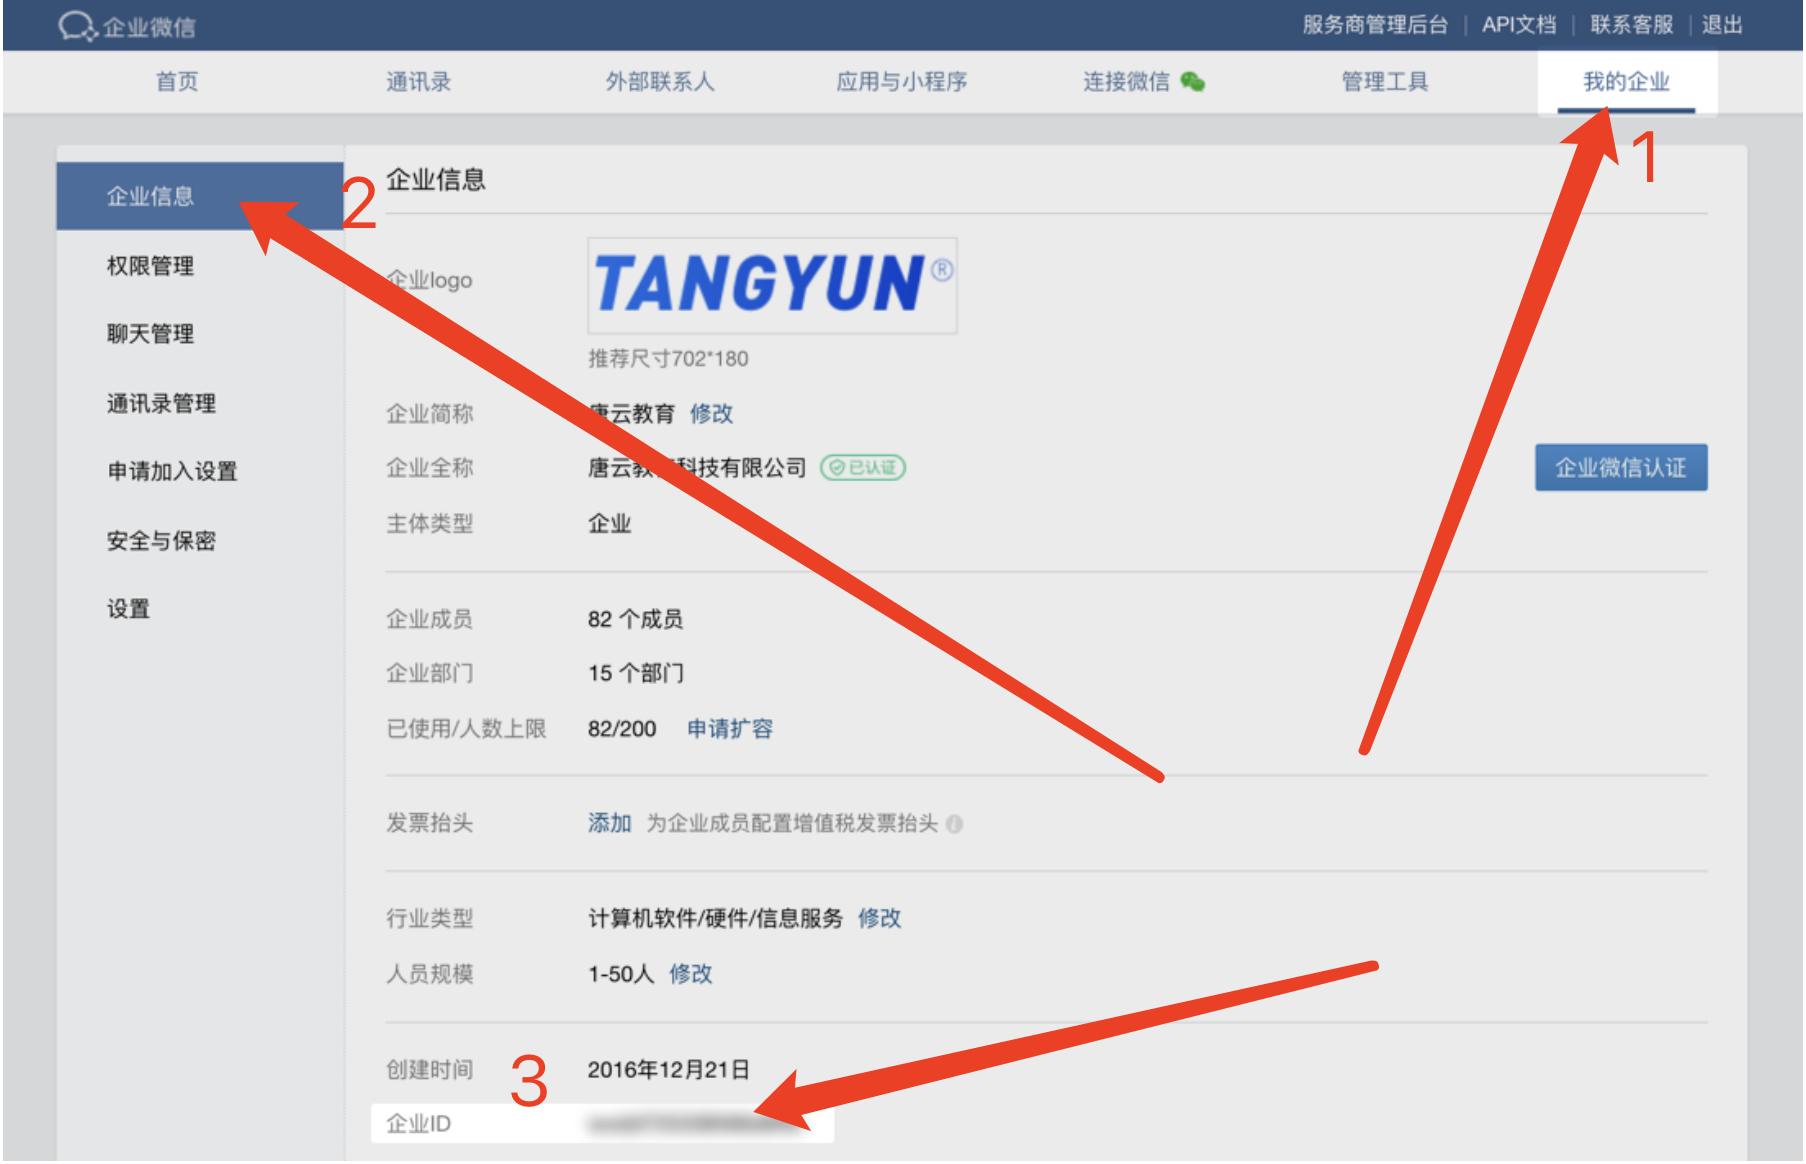 企业微信
服务商管理后台 | API文档 | 联系客服 | 退出
首页 通讯录 外部联系人 应用与小程序 连接微信 管理工具 我的企业
1
企业信息
权限管理
聊天管理
通讯录管理
申请加入设置
安全与保密
设置
2
企业信息
企业logo
TANGYUN®
推荐尺寸702*180
企业简称 唐云教育 修改
企业全称 唐云教育科技有限公司 已认证 企业微信认证
主体类型 企业
企业成员 82 个成员
企业部门 15 个部门
已使用/人数上限 82/200 申请扩容
发票抬头 添加 为企业成员配置增值税发票抬头
行业类型 计算机软件/硬件/信息服务 修改
人员规模 1-50人 修改
创建时间 2016年12月21日
3
企业ID